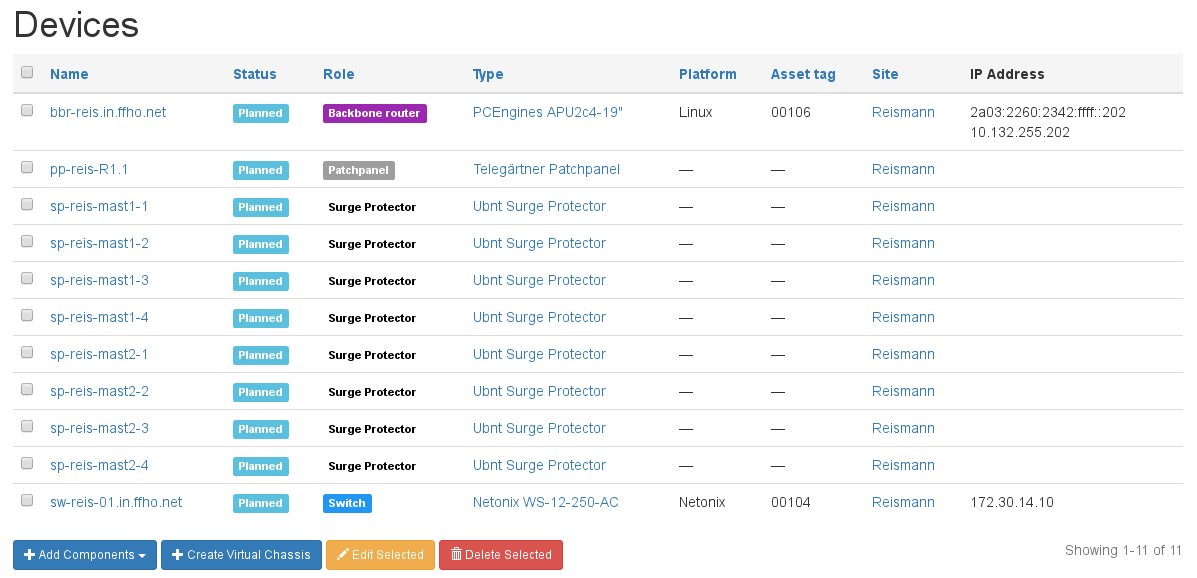 Devices
Name Status Role Type Platform Asset tag Site IP Address
bbr-reis.in.ffho.net Planned Backbone router PCEngines APU2c4-19" Linux 00106 Reismann 2a03:2260:2342:ffff::202
10.132.255.202
pp-reis-R1.1 Planned Patchpanel Telegärtner Patchpanel — — Reismann
sp-reis-mast1-1 Planned Surge Protector Ubnt Surge Protector — — Reismann
sp-reis-mast1-2 Planned Surge Protector Ubnt Surge Protector — — Reismann
sp-reis-mast1-3 Planned Surge Protector Ubnt Surge Protector — — Reismann
sp-reis-mast1-4 Planned Surge Protector Ubnt Surge Protector — — Reismann
sp-reis-mast2-1 Planned Surge Protector Ubnt Surge Protector — — Reismann
sp-reis-mast2-2 Planned Surge Protector Ubnt Surge Protector — — Reismann
sp-reis-mast2-3 Planned Surge Protector Ubnt Surge Protector — — Reismann
sp-reis-mast2-4 Planned Surge Protector Ubnt Surge Protector — — Reismann
sw-reis-01.in.ffho.net Planned Switch Netonix WS-12-250-AC Netonix 00104 Reismann 172.30.14.10
Add Components Create Virtual Chassis Edit Selected Delete Selected Showing 1-11 of 11